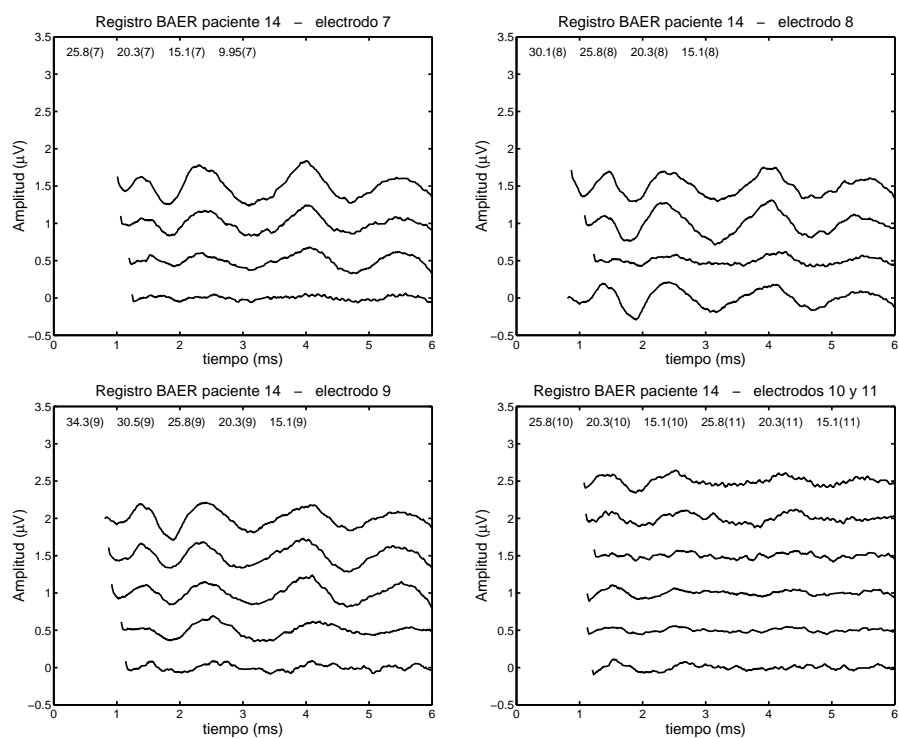 Registro BAER paciente 14 – electrodo 7
3.5
3
2.5
2
1.5
1
0.5
0
−0.5
Amplitud (μV)
25.8(7) 20.3(7) 15.1(7) 9.95(7)
0 1 2 3 4 5 6
tiempo (ms)
Registro BAER paciente 14 – electrodo 8
3.5
3
2.5
2
1.5
1
0.5
0
−0.5
Amplitud (μV)
30.1(8) 25.8(8) 20.3(8) 15.1(8)
0 1 2 3 4 5 6
tiempo (ms)
Registro BAER paciente 14 – electrodo 9
3.5
3
2.5
2
1.5
1
0.5
0
−0.5
Amplitud (μV)
34.3(9) 30.5(9) 25.8(9) 20.3(9) 15.1(9)
0 1 2 3 4 5 6
tiempo (ms)
Registro BAER paciente 14 – electrodos 10 y 11
3.5
3
2.5
2
1.5
1
0.5
0
−0.5
Amplitud (μV)
25.8(10) 20.3(10) 15.1(10) 25.8(11) 20.3(11) 15.1(11)
0 1 2 3 4 5 6
tiempo (ms)